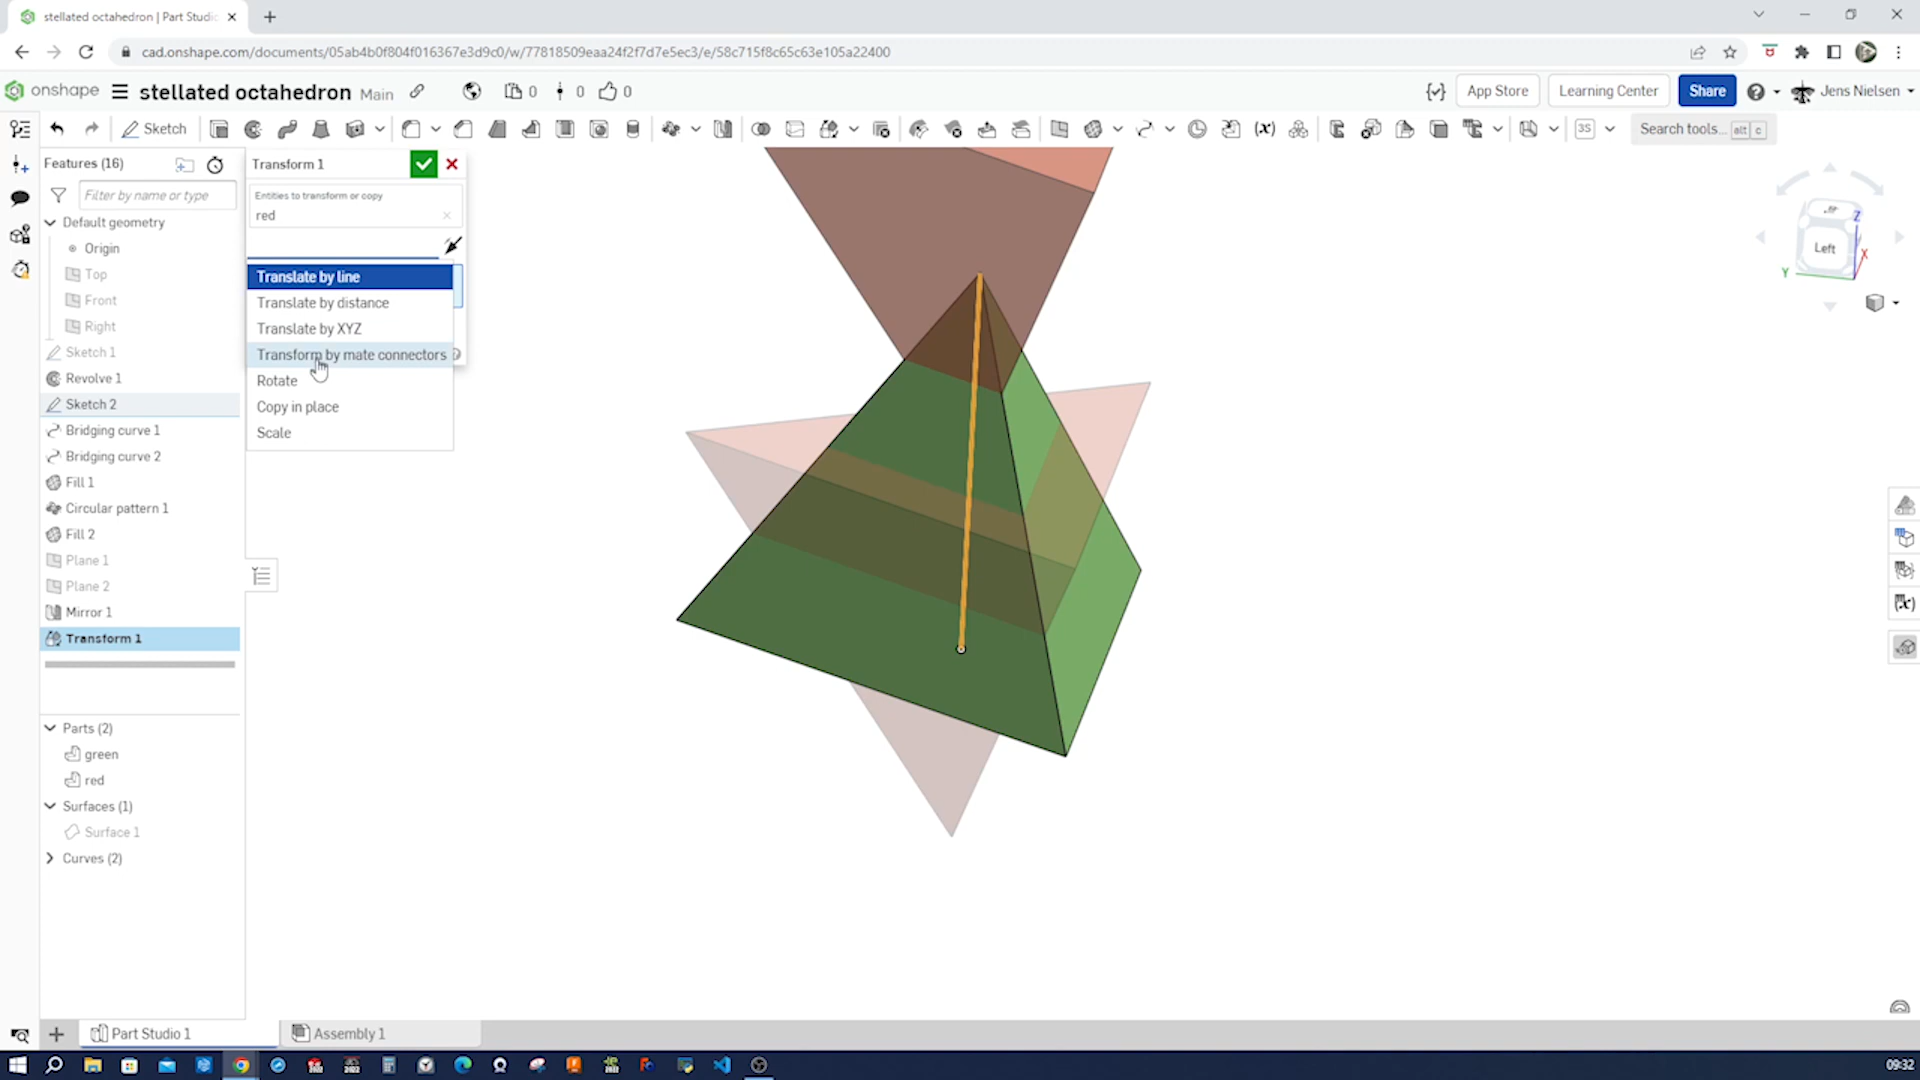 stellated octahedron | Part Studio
cad.onshape.com/documents/05ab4b0f804f016367e3d9c0/w/77818509eaa24f2f7d7e5ec3/e/58c715f8c65c63e105a22400
onshape
stellated octahedron Main
0
0
0
App Store
Learning Center
Share
Jens Nielsen
Sketch
Search tools... alt c
Features (16)
Filter by name or type
Default geometry
Origin
Top
Front
Right
Sketch 1
Revolve 1
Sketch 2
Bridging curve 1
Bridging curve 2
Fill 1
Circular pattern 1
Fill 2
Plane 1
Plane 2
Mirror 1
Transform 1
Parts (2)
green
red
Surfaces (1)
Surface 1
Curves (2)
Transform 1
Entities to transform or copy
red
Translate by line
Translate by distance
Translate by XYZ
Transform by mate connectors
Rotate
Copy in place
Scale
Left
Z
X
Y
Part Studio 1
Assembly 1
09:32